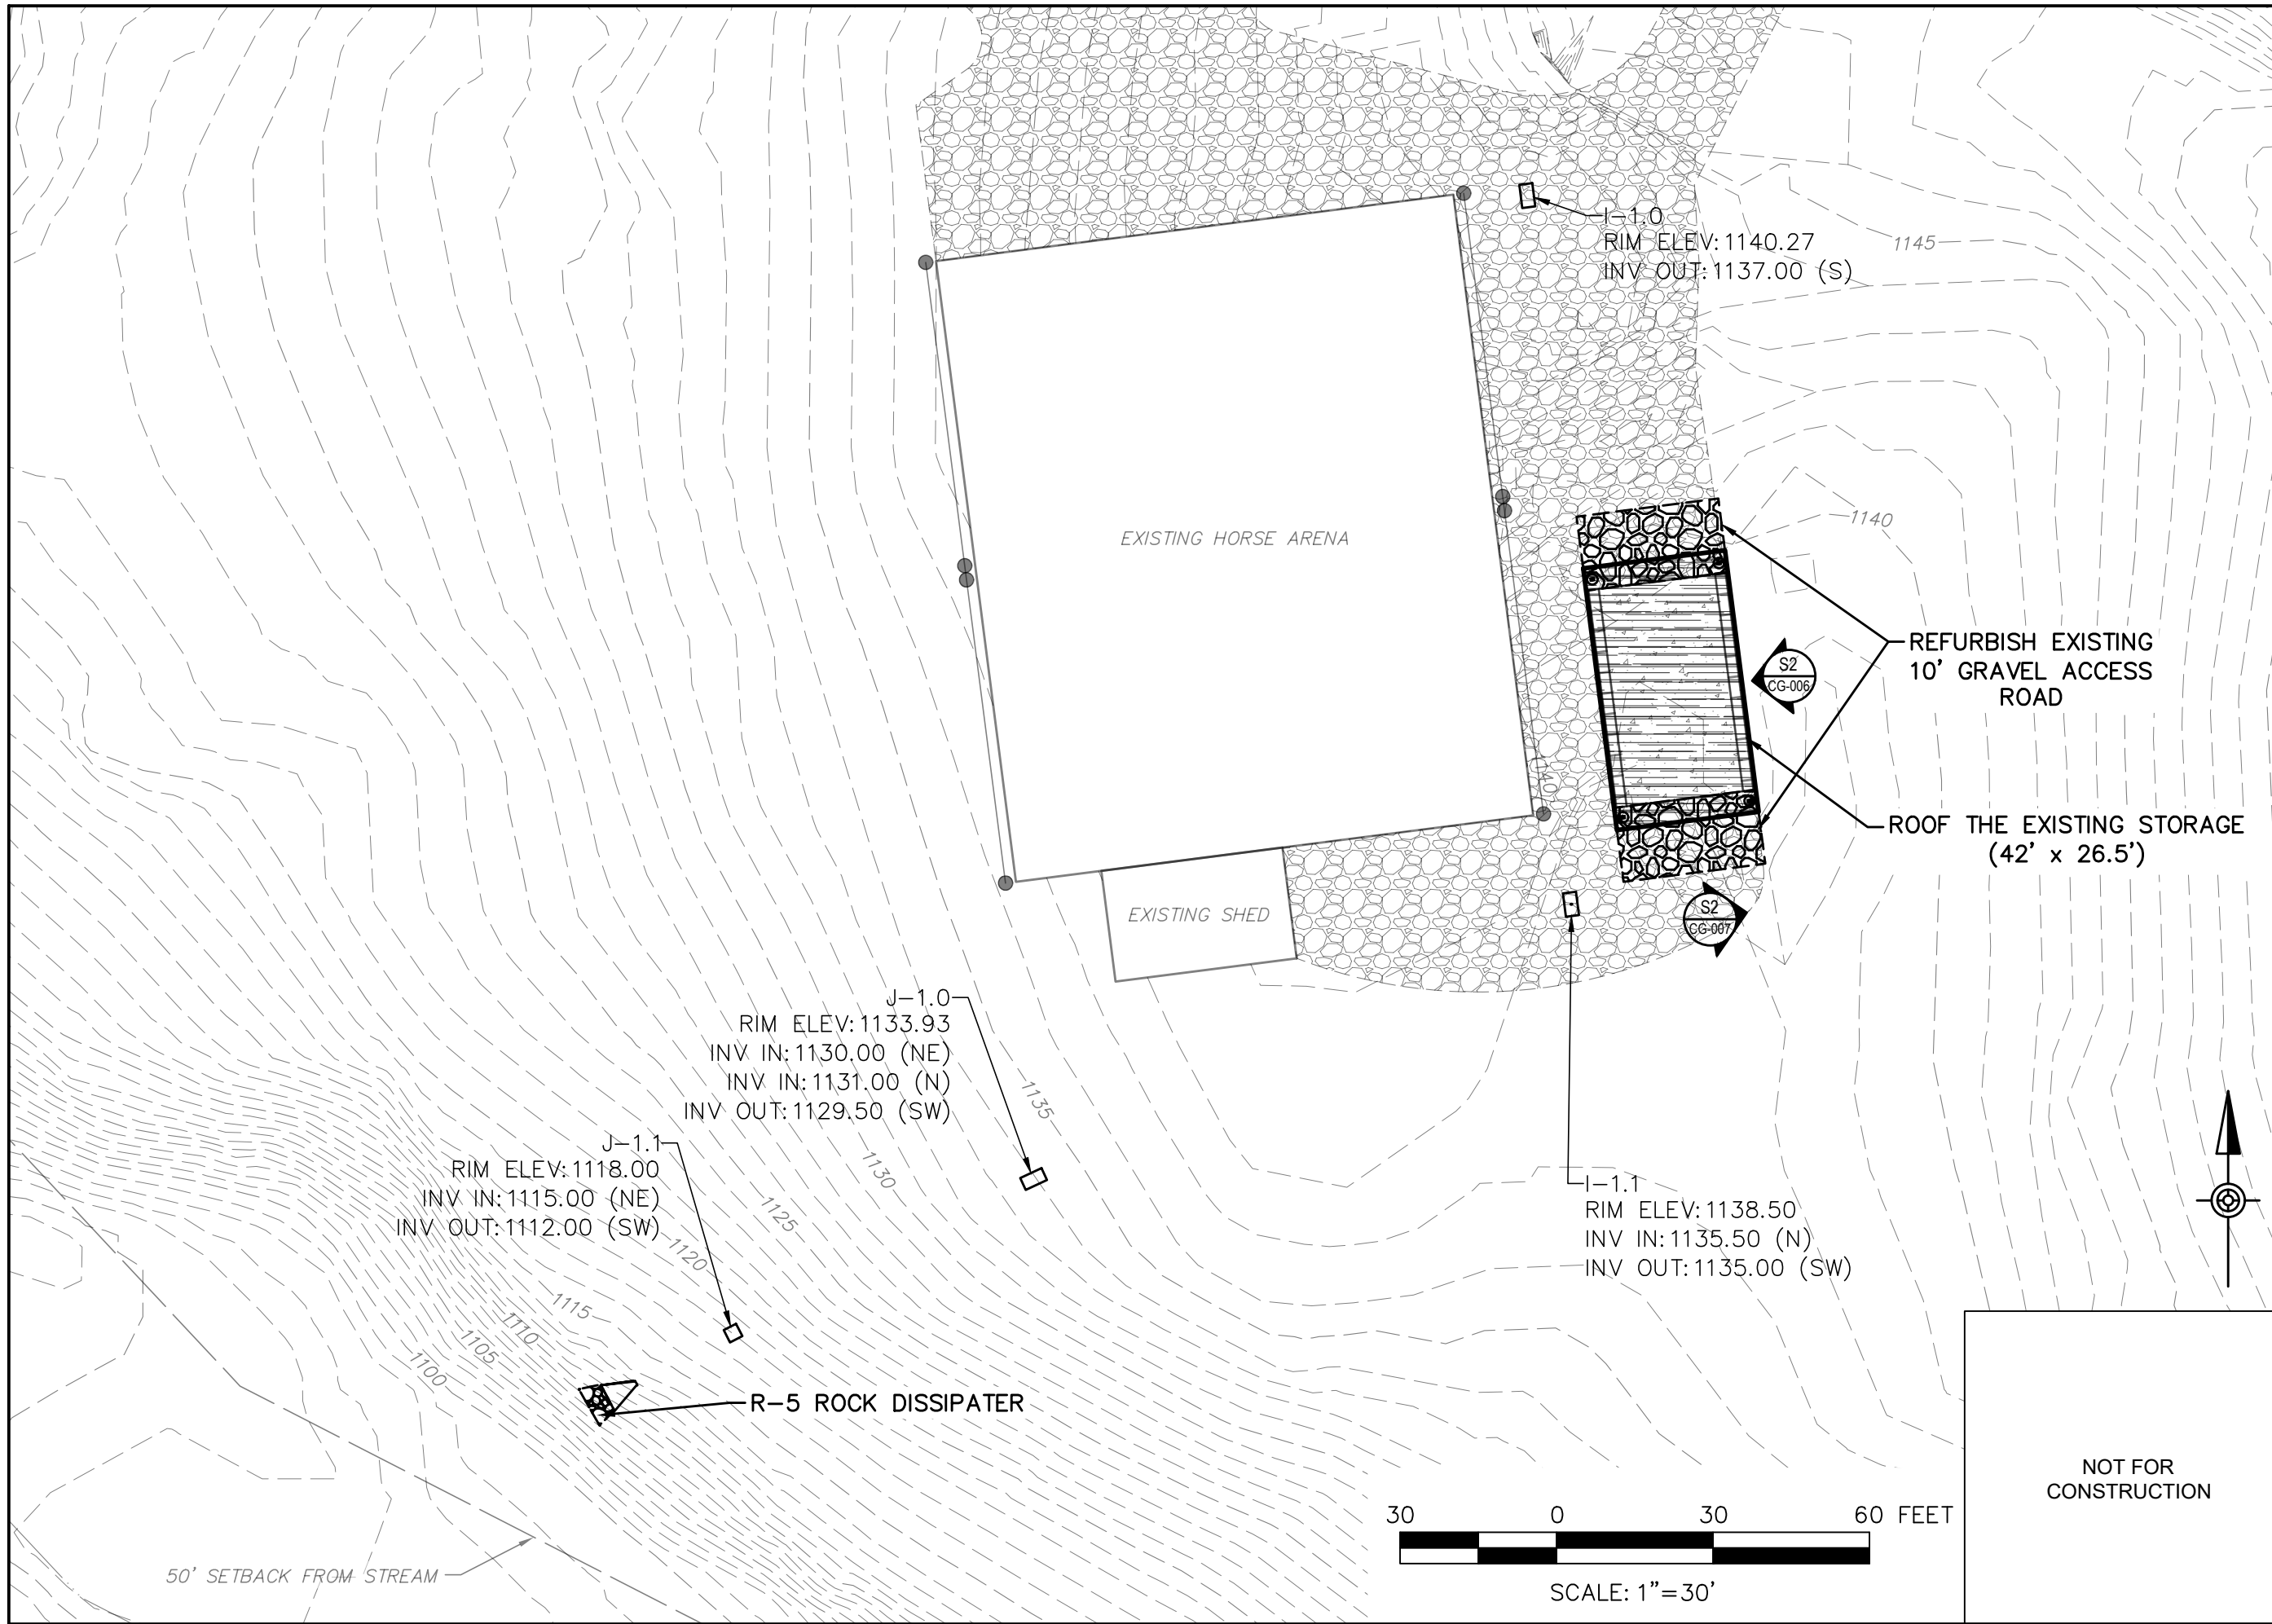 I-1.0
RIM ELEV: 1140.27
INV OUT: 1137.00 (S)
1145
EXISTING HORSE ARENA
1140
REFURBISH EXISTING
10' GRAVEL ACCESS
ROAD
S2
CG-006
1140
ROOF THE EXISTING STORAGE
(42' x 26.5')
EXISTING SHED
S2
CG-007
J-1.0
RIM ELEV: 1133.93
INV IN: 1130.00 (NE)
INV IN: 1131.00 (N)
INV OUT: 1129.50 (SW)
1135
J-1.1
RIM ELEV: 1118.00
INV IN: 1115.00 (NE)
INV OUT: 1112.00 (SW)
1130
1125
1120
1115
1110
1105
1100
I-1.1
RIM ELEV: 1138.50
INV IN: 1135.50 (N)
INV OUT: 1135.00 (SW)
R-5 ROCK DISSIPATER
50' SETBACK FROM STREAM
30 0 30 60 FEET
SCALE: 1"=30'
NOT FOR
CONSTRUCTION